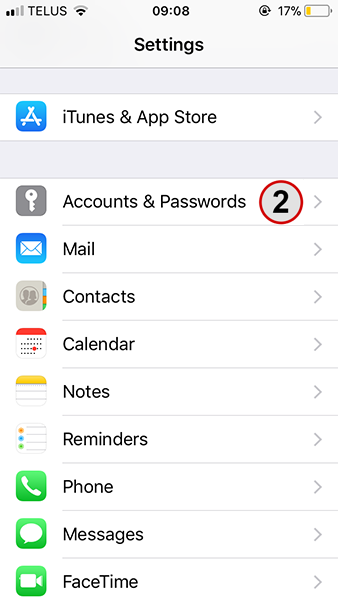 TELUS 09:08 17%
Settings
iTunes & App Store
Accounts & Passwords 2
Mail
Contacts
Calendar
Notes
Reminders
Phone
Messages
FaceTime